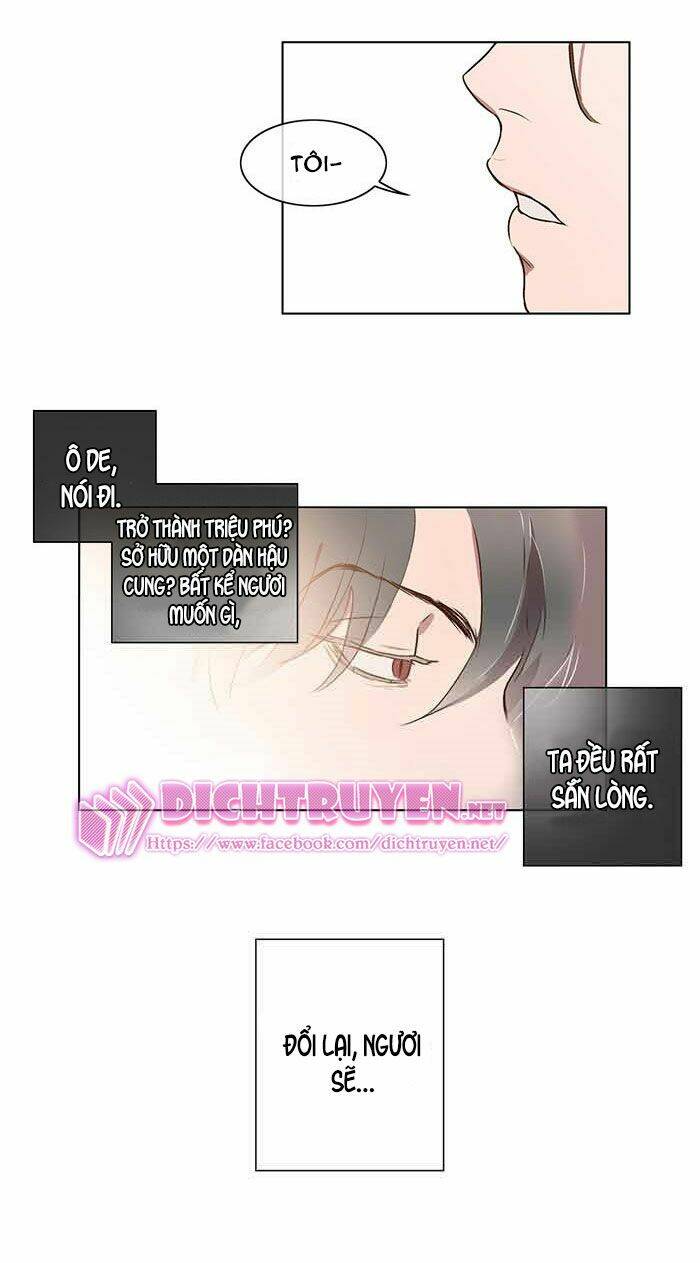 TÔI-
Ô DE,
NÓI ĐI.
TRỞ THÀNH TRIỆU PHÚ?
SỞ HỮU MỘT DÀN HẬU
CUNG? BẤT KỂ NGƯƠI
MUỐN GÌ,
TA ĐỀU RẤT
SẴN LÒNG.
DICHTRUYEN.NET
Https://www.facebook.com/dichtruyen.net/
ĐỔI LẠI, NGƯƠI
SẼ...